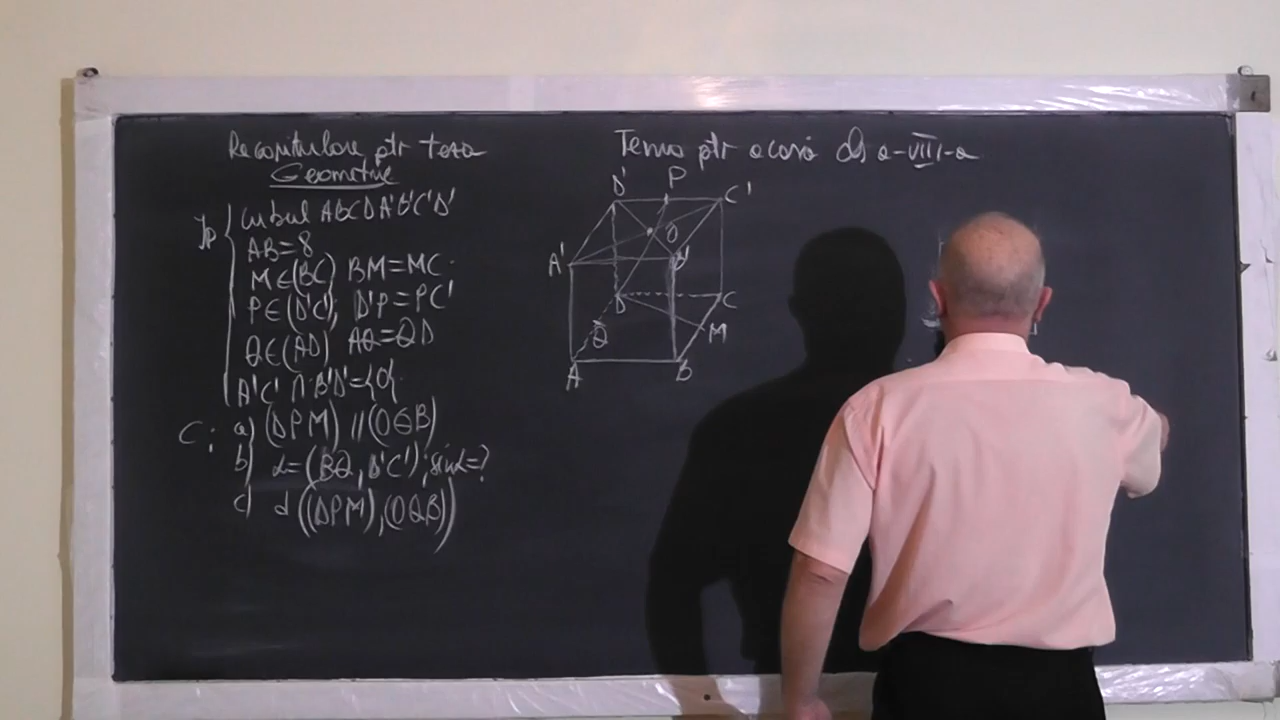 Recapitulare ptr teza
Geometrie
Ip
Cubul ABCDA'B'C'D'
AB=8
M∈(BC) BM=MC
P∈(D'C'); D'P=PC'
Q∈(AD) AQ=QD
A'C'∩B'D'={O}
C: a) (DPM) // (OQB)
b) α=(BQ, D'C'); sinα=?
c) d((DPM),(OQB))
Tema ptr acasă cls a-VIII-a
D' P C'
A' O B'
D C
Q M
A B